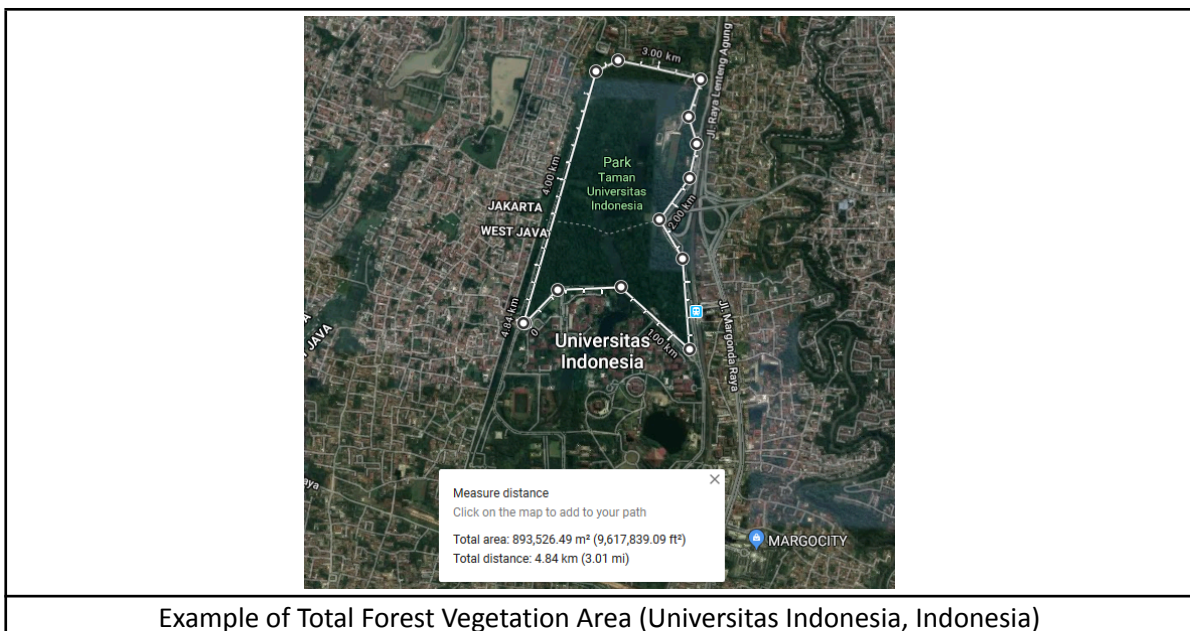 3.00 km
Jl. Raya Lenteng Agung
Park
Taman
Universitas
Indonesia
4.00 km
JAKARTA
WEST JAVA
2.00 km
4.84 km
0
1.00 km
JAVA
Universitas
Indonesia
Jl. Margonda Raya
Measure distance
Click on the map to add to your path
Total area: 893,526.49 m² (9,617,839.09 ft²)
Total distance: 4.84 km (3.01 mi)
MARGOCITY
Example of Total Forest Vegetation Area (Universitas Indonesia, Indonesia)